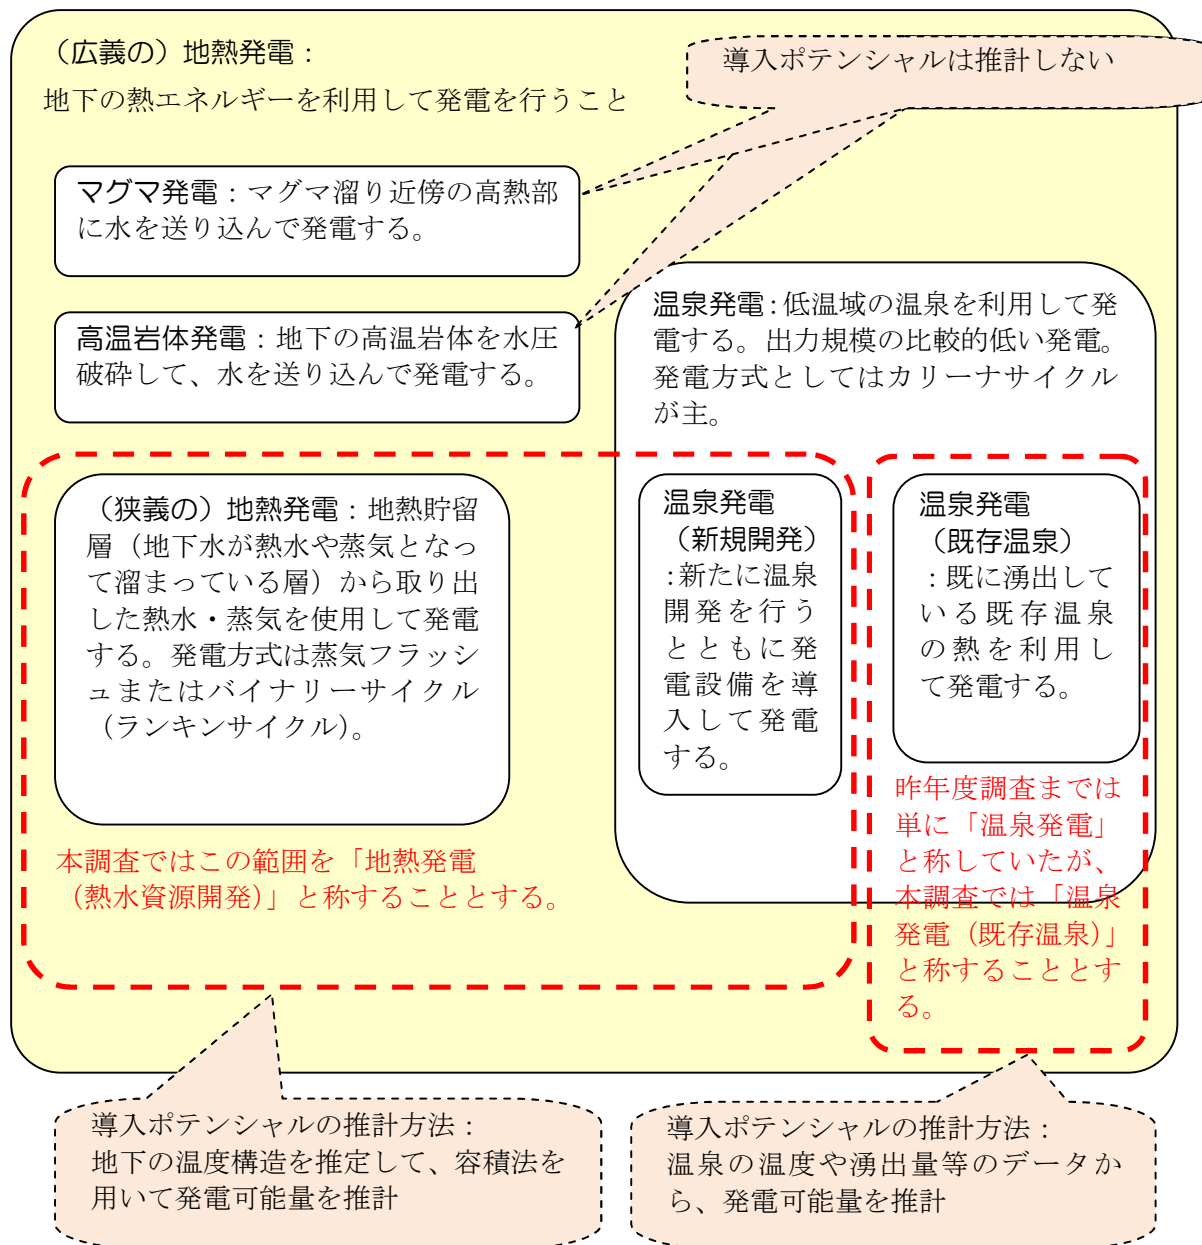 （広義の）地熱発電：
地下の熱エネルギーを利用して発電を行うこと
導入ポテンシャルは推計しない
マグマ発電：マグマ溜り近傍の高熱部
に水を送り込んで発電する。
高温岩体発電：地下の高温岩体を水圧
破砕して、水を送り込んで発電する。
温泉発電：低温域の温泉を利用して発
電する。出力規模の比較的低い発電。
発電方式としてはカリーナサイクル
が主。
（狭義の）地熱発電：地熱貯留
層（地下水が熱水や蒸気となっ
て溜まっている層）から取り出
した熱水・蒸気を使用して発電
する。発電方式は蒸気フラッシ
ュまたはバイナリーサイクル
（ランキンサイクル）。
温泉発電
（新規開発）
：新たに温泉
開発を行う
とともに発
電設備を導
入して発電
する。
温泉発電
（既存温泉）
：既に湧出して
いる既存温泉
の熱を利用し
て発電する。
本調査ではこの範囲を「地熱発電
（熱水資源開発）」と称することとする。
昨年度調査までは
単に「温泉発電」
と称していたが、
本調査では「温泉
発電（既存温泉）」
と称することとす
る。
導入ポテンシャルの推計方法：
地下の温度構造を推定して、容積法を
用いて発電可能量を推計
導入ポテンシャルの推計方法：
温泉の温度や湧出量等のデータか
ら、発電可能量を推計